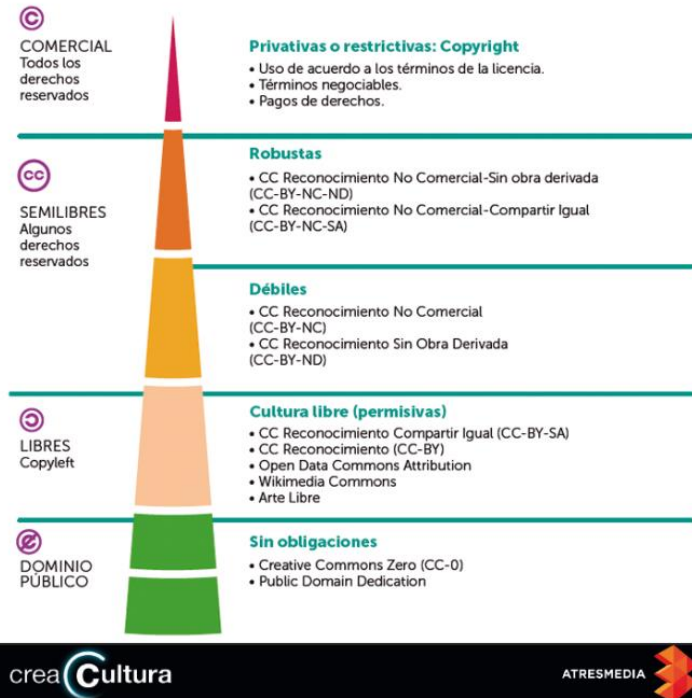 ©
COMERCIAL
Todos los
derechos
reservados
Privativas o restrictivas: Copyright
• Uso de acuerdo a los términos de la licencia.
• Términos negociables.
• Pagos de derechos.
cc
SEMILIBRES
Algunos
derechos
reservados
Robustas
• CC Reconocimiento No Comercial-Sin obra derivada
(CC-BY-NC-ND)
• CC Reconocimiento No Comercial-Compartir Igual
(CC-BY-NC-SA)
Débiles
• CC Reconocimiento No Comercial
(CC-BY-NC)
• CC Reconocimiento Sin Obra Derivada
(CC-BY-ND)
LIBRES
Copyleft
Cultura libre (permisivas)
• CC Reconocimiento Compartir Igual (CC-BY-SA)
• CC Reconocimiento (CC-BY)
• Open Data Commons Attribution
• Wikimedia Commons
• Arte Libre
DOMINIO
PÚBLICO
Sin obligaciones
• Creative Commons Zero (CC-0)
• Public Domain Dedication
crea Cultura
ATRESMEDIA